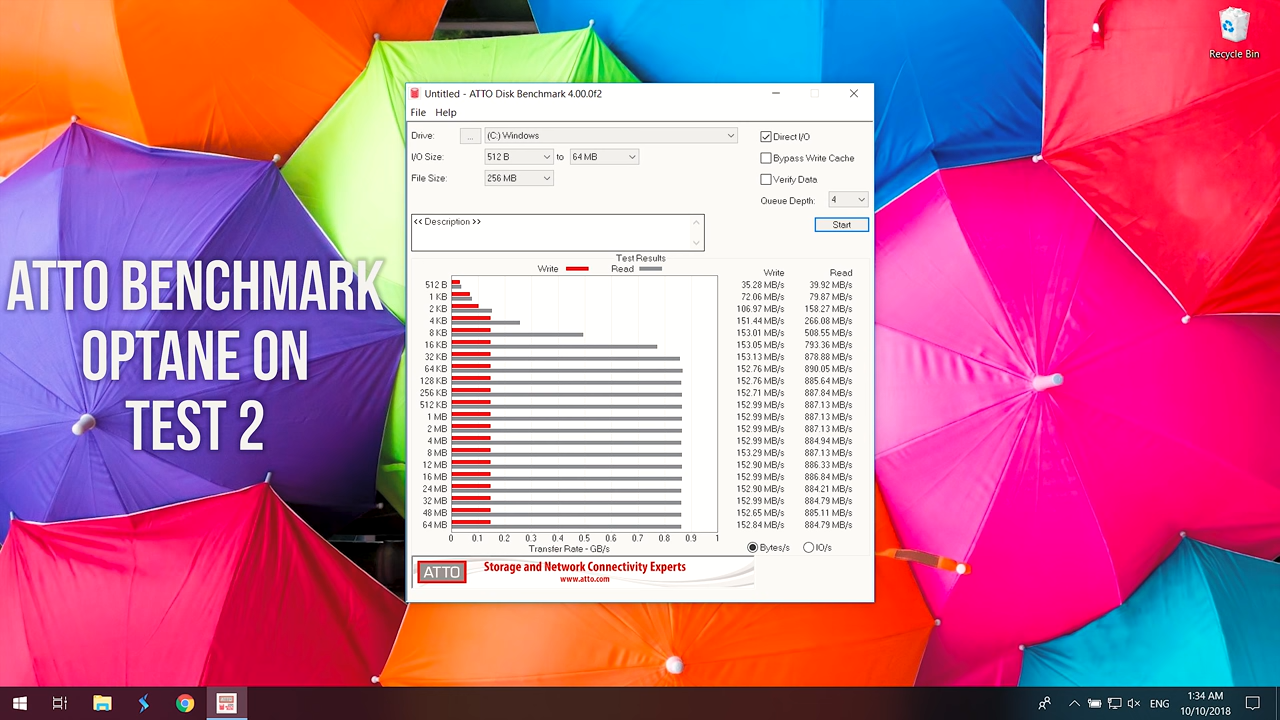 Recycle Bin
ATTO BENCHMARK
OPTANE ON
TEST 2
Untitled - ATTO Disk Benchmark 4.00.0f2
File Help
Drive: ... (C:) Windows
I/O Size: 512 B to 64 MB
File Size: 256 MB
Direct I/O
Bypass Write Cache
Verify Data
Queue Depth: 4
Start
<< Description >>
Test Results
Write Read
Write Read
512 B 35.28 MB/s 39.92 MB/s
1 KB 72.06 MB/s 79.87 MB/s
2 KB 106.97 MB/s 158.27 MB/s
4 KB 151.44 MB/s 266.08 MB/s
8 KB 153.01 MB/s 508.55 MB/s
16 KB 153.05 MB/s 793.36 MB/s
32 KB 153.13 MB/s 878.88 MB/s
64 KB 152.76 MB/s 890.05 MB/s
128 KB 152.76 MB/s 885.64 MB/s
256 KB 152.71 MB/s 887.84 MB/s
512 KB 152.99 MB/s 887.13 MB/s
1 MB 152.99 MB/s 887.13 MB/s
2 MB 152.99 MB/s 887.13 MB/s
4 MB 152.99 MB/s 884.94 MB/s
8 MB 153.29 MB/s 887.13 MB/s
12 MB 152.90 MB/s 886.33 MB/s
16 MB 152.99 MB/s 886.84 MB/s
24 MB 152.90 MB/s 884.21 MB/s
32 MB 152.99 MB/s 884.79 MB/s
48 MB 152.65 MB/s 885.11 MB/s
64 MB 152.84 MB/s 884.79 MB/s
0 0.1 0.2 0.3 0.4 0.5 0.6 0.7 0.8 0.9 1
Transfer Rate - GB/s
Bytes/s IO/s
ATTO Storage and Network Connectivity Experts
www.atto.com
ENG
1:34 AM
10/10/2018